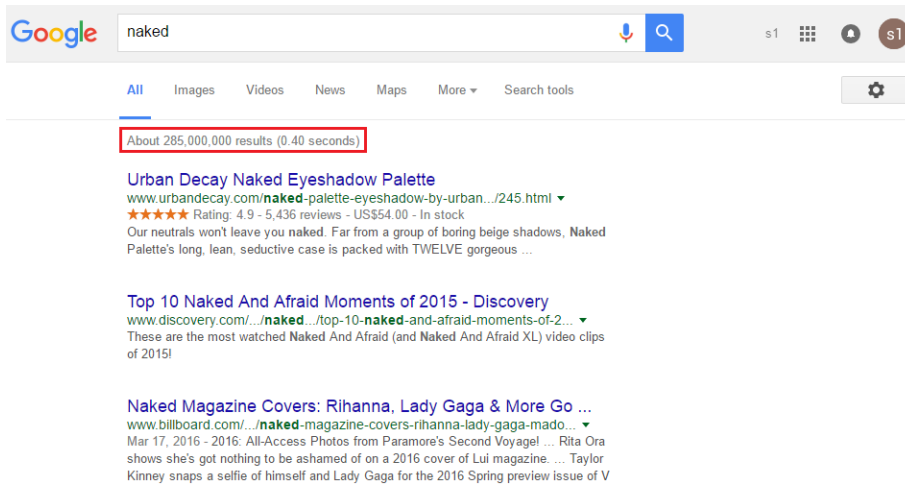 Google naked s1 s1
All Images Videos News Maps More Search tools
About 285,000,000 results (0.40 seconds)
Urban Decay Naked Eyeshadow Palette
www.urbandecay.com/naked-palette-eyeshadow-by-urban.../245.html
Rating: 4.9 - 5,436 reviews - US$54.00 - In stock
Our neutrals won't leave you naked. Far from a group of boring beige shadows, Naked
Palette's long, lean, seductive case is packed with TWELVE gorgeous ...
Top 10 Naked And Afraid Moments of 2015 - Discovery
www.discovery.com/.../naked.../top-10-naked-and-afraid-moments-of-2...
These are the most watched Naked And Afraid (and Naked And Afraid XL) video clips
of 2015!
Naked Magazine Covers: Rihanna, Lady Gaga & More Go ...
www.billboard.com/.../naked-magazine-covers-rihanna-lady-gaga-mado...
Mar 17, 2016 - 2016: All-Access Photos from Paramore's Second Voyage! ... Rita Ora
shows she's got nothing to be ashamed of on a 2016 cover of Lui magazine. ... Taylor
Kinney snaps a selfie of himself and Lady Gaga for the 2016 Spring preview issue of V